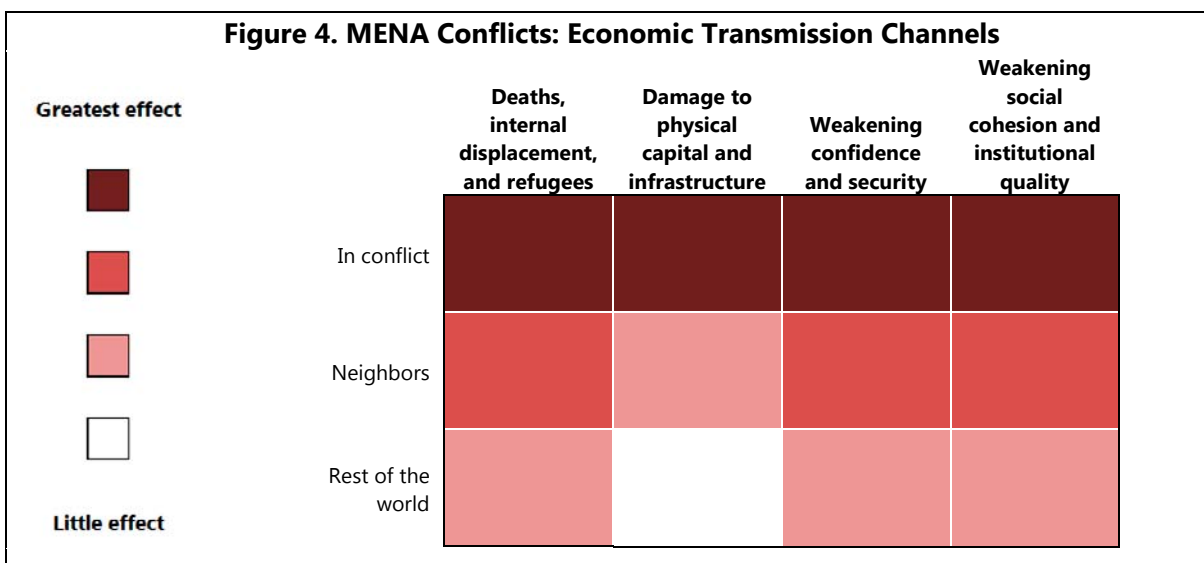 Figure 4. MENA Conflicts: Economic Transmission Channels
Greatest effect
Little effect
Deaths,
internal
displacement,
and refugees
Damage to
physical
capital and
infrastructure
Weakening
confidence
and security
Weakening
social
cohesion and
institutional
quality
In conflict
Neighbors
Rest of the
world